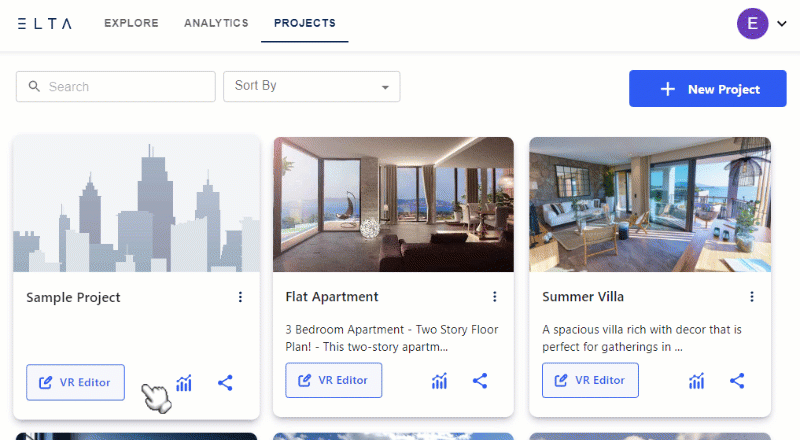 ELTA EXPLORE ANALYTICS PROJECTS E
Search Sort By New Project
Sample Project
VR Editor
Flat Apartment
3 Bedroom Apartment - Two Story Floor
Plan! - This two-story apartm...
VR Editor
Summer Villa
A spacious villa rich with decor that is
perfect for gatherings in ...
VR Editor